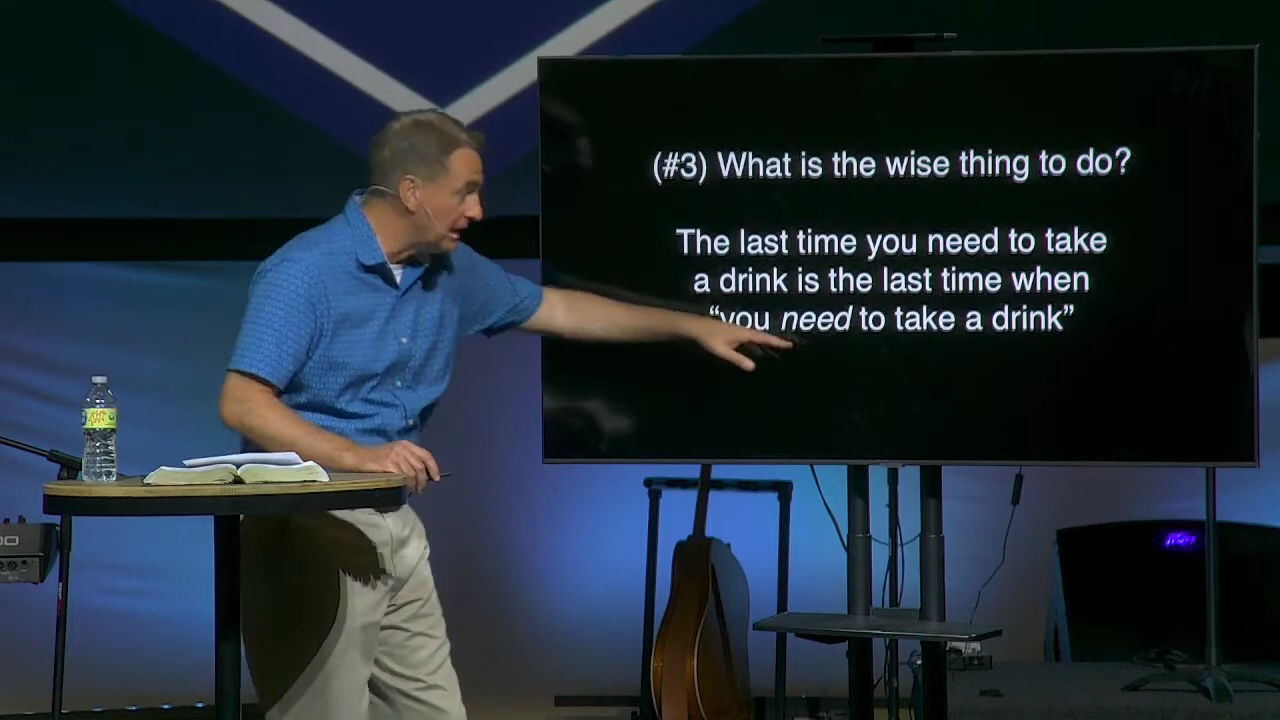 (#3) What is the wise thing to do?
The last time you need to take
a drink is the last time when
“you need to take a drink”